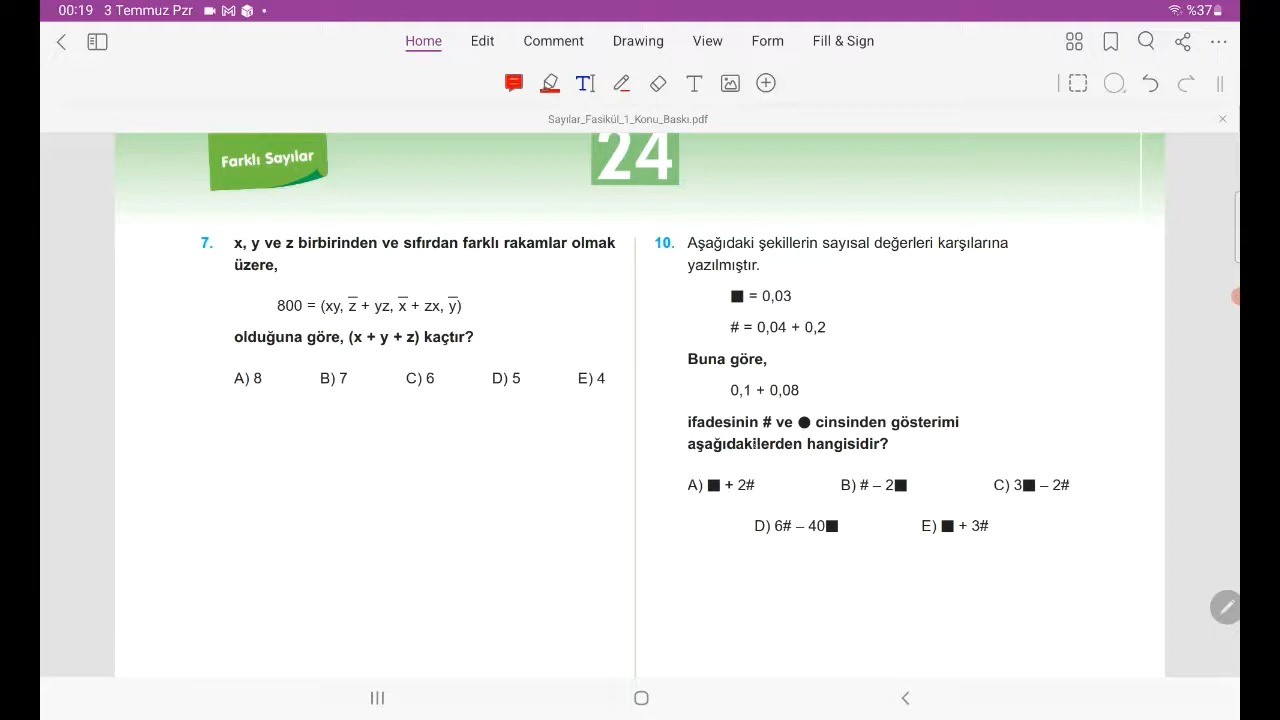 00:19 3 Temmuz Pzr
%37
Home Edit Comment Drawing View Form Fill & Sign
Sayılar_Fasikül_1_Konu_Baskı.pdf
Farklı Sayılar
24
7. x, y ve z birbirinden ve sıfırdan farklı rakamlar olmak
üzere,
800 = (xy, z̅ + yz, x̅ + zx, y̅)
olduğuna göre, (x + y + z) kaçtır?
A) 8 B) 7 C) 6 D) 5 E) 4
10. Aşağıdaki şekillerin sayısal değerleri karşılarına
yazılmıştır.
■ = 0,03
# = 0,04 + 0,2
Buna göre,
0,1 + 0,08
ifadesinin # ve ● cinsinden gösterimi
aşağıdakilerden hangisidir?
A) ■ + 2# B) # – 2■ C) 3■ – 2#
D) 6# – 40■ E) ■ + 3#